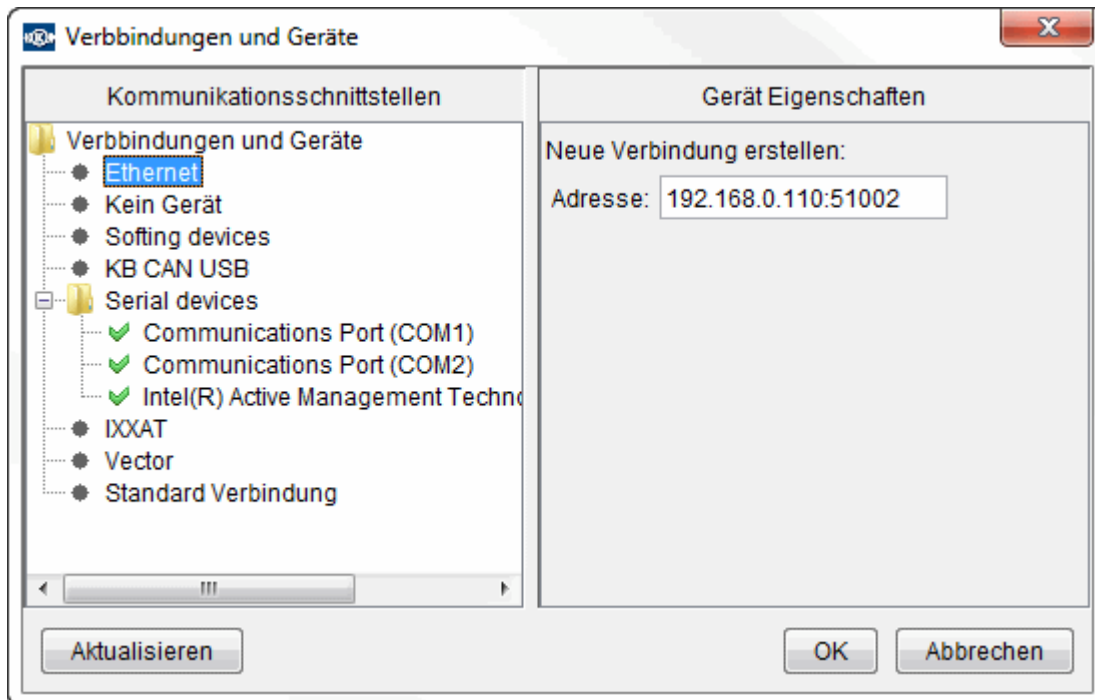 Verbbindungen und Geräte
Kommunikationsschnittstellen
Verbbindungen und Geräte
Ethernet
Kein Gerät
Softing devices
KB CAN USB
Serial devices
Communications Port (COM1)
Communications Port (COM2)
Intel(R) Active Management Techno
IXXAT
Vector
Standard Verbindung
Gerät Eigenschaften
Neue Verbindung erstellen:
Adresse: 192.168.0.110:51002
Aktualisieren
OK
Abbrechen